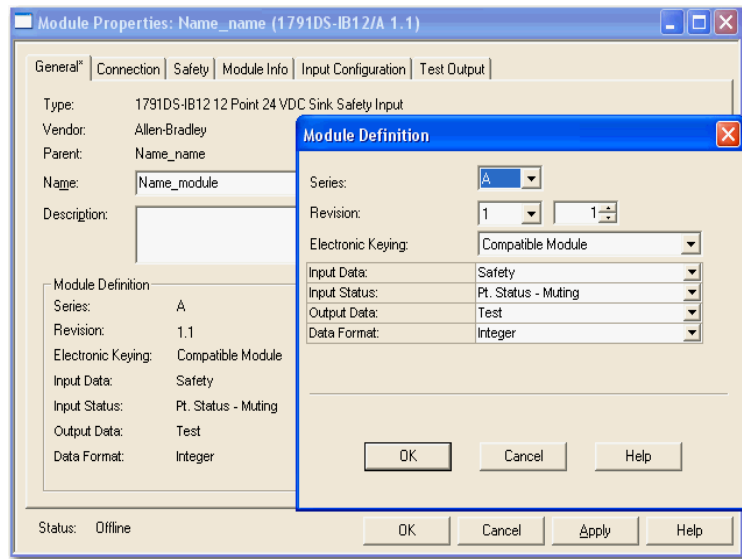 Module Properties: Name_name (1791DS-IB12/A 1.1)
General* Connection Safety Module Info Input Configuration Test Output
Type: 1791DS-IB12 12 Point 24 VDC Sink Safety Input
Vendor: Allen-Bradley
Parent: Name_name
Name: Name_module
Description:
Module Definition
Series: A
Revision: 1.1
Electronic Keying: Compatible Module
Input Data: Safety
Input Status: Pt. Status - Muting
Output Data: Test
Data Format: Integer
Status: Offline
OK Cancel Apply Help
Module Definition
Series: A
Revision: 1 1
Electronic Keying: Compatible Module
Input Data: Safety
Input Status: Pt. Status - Muting
Output Data: Test
Data Format: Integer
OK Cancel Help